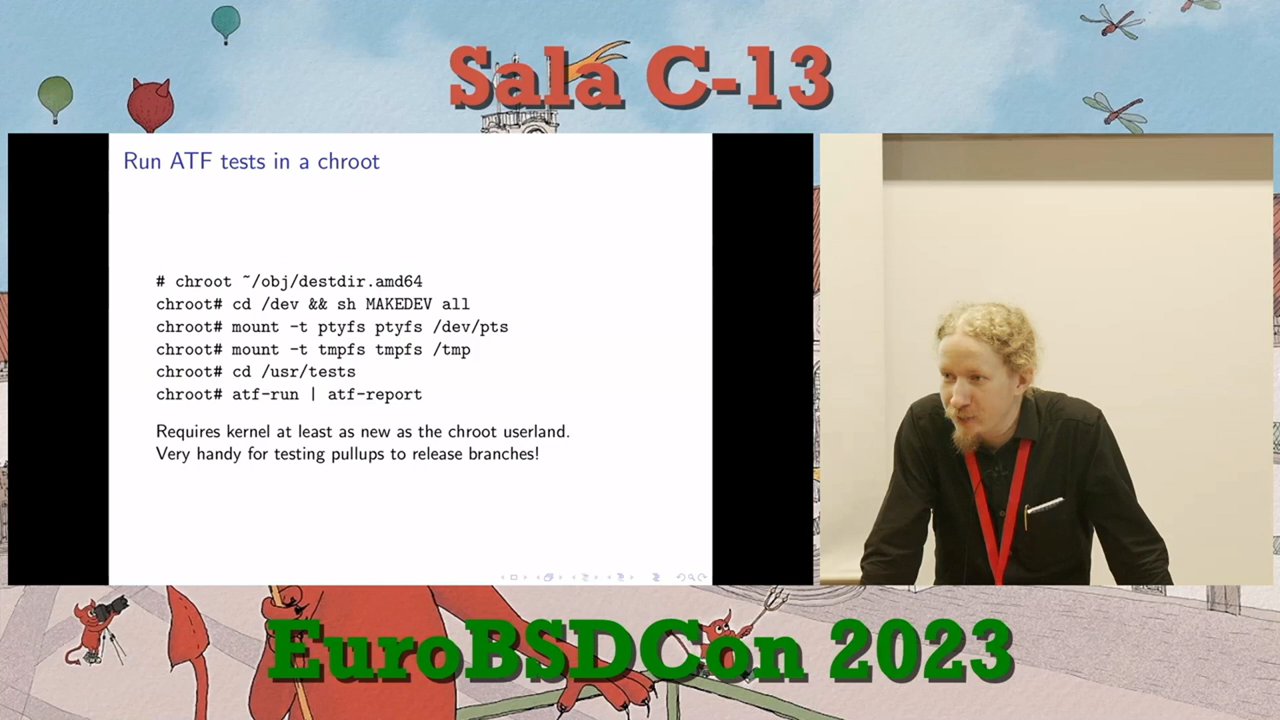 Sala C-13
Run ATF tests in a chroot
# chroot ~/obj/destdir.amd64
chroot# cd /dev && sh MAKEDEV all
chroot# mount -t ptyfs ptyfs /dev/pts
chroot# mount -t tmpfs tmpfs /tmp
chroot# cd /usr/tests
chroot# atf-run | atf-report
Requires kernel at least as new as the chroot userland.
Very handy for testing pullups to release branches!
EuroBSDCon 2023